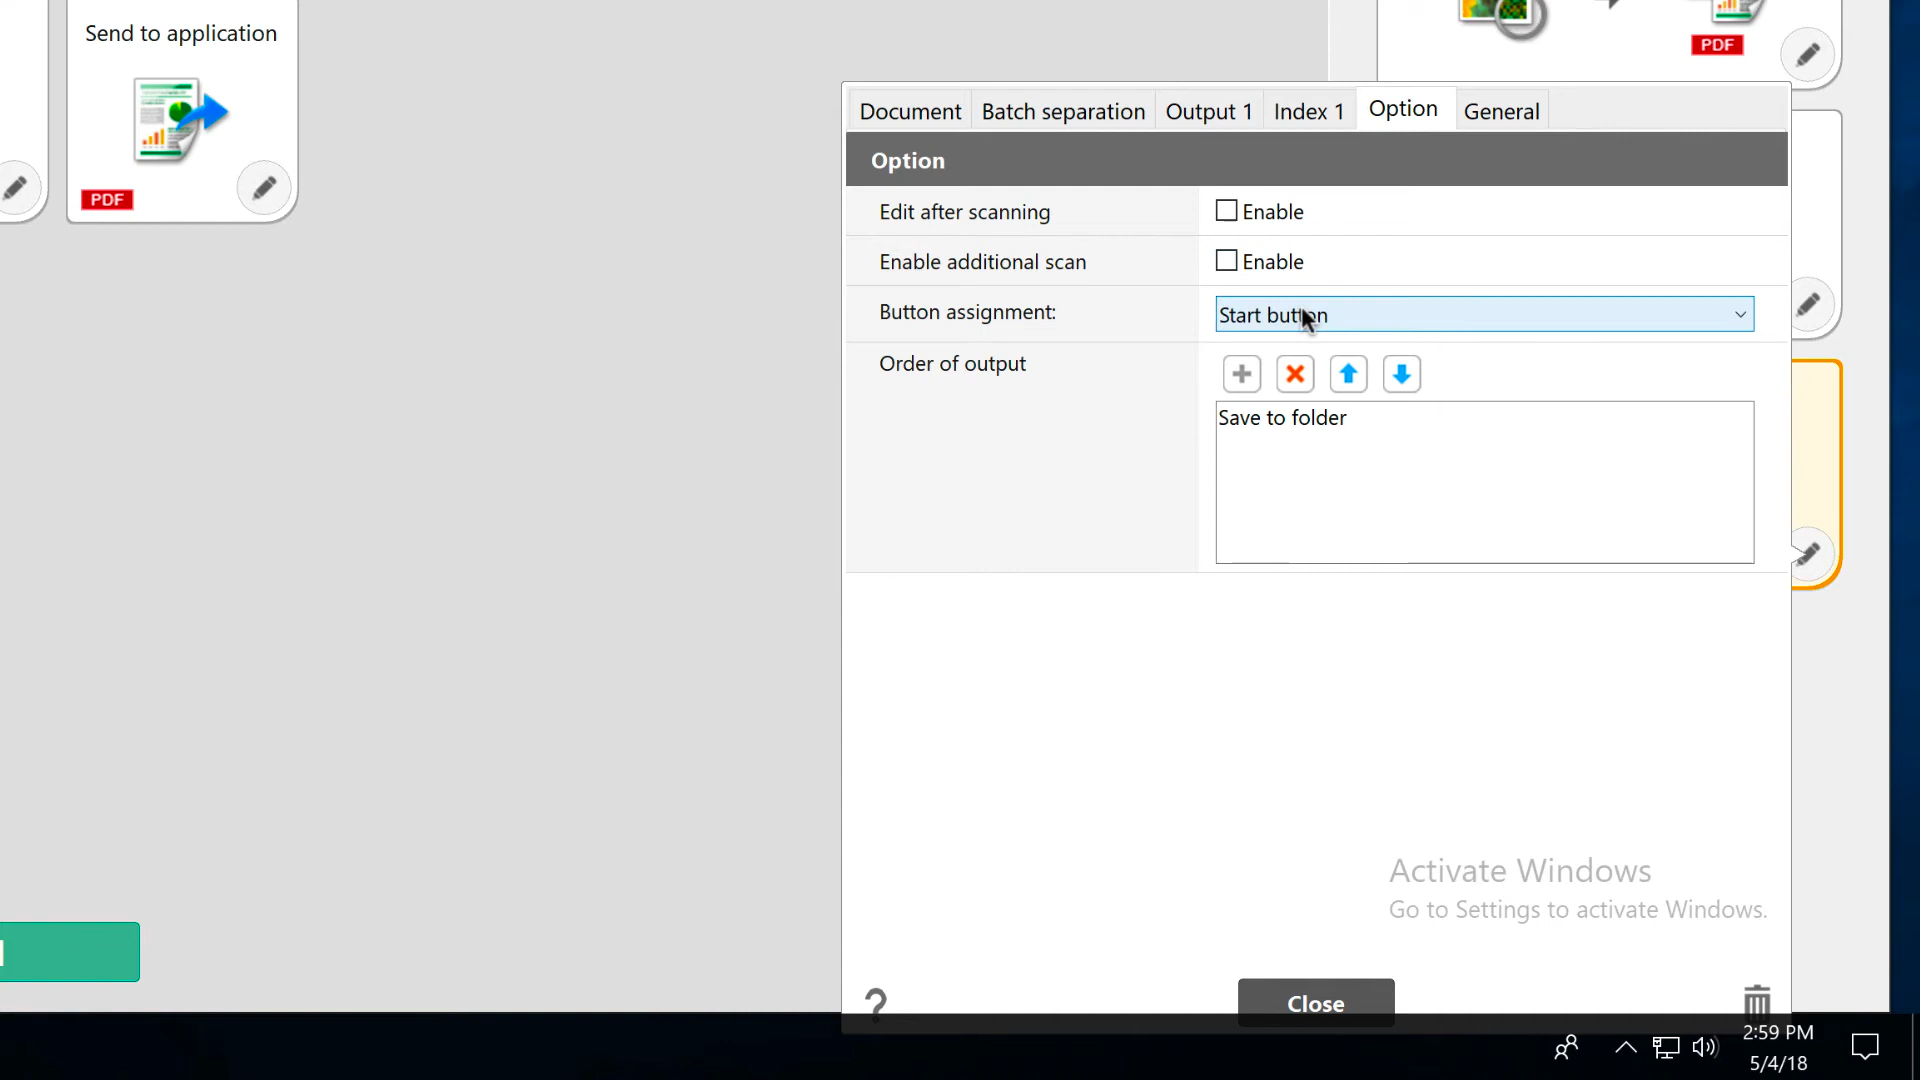 Send to application
PDF
PDF
Document
Batch separation
Output 1
Index 1
Option
General
Option
Edit after scanning
Enable
Enable additional scan
Enable
Button assignment:
Start button
Order of output
Save to folder
Activate Windows
Go to Settings to activate Windows.
?
Close
2:59 PM
5/4/18